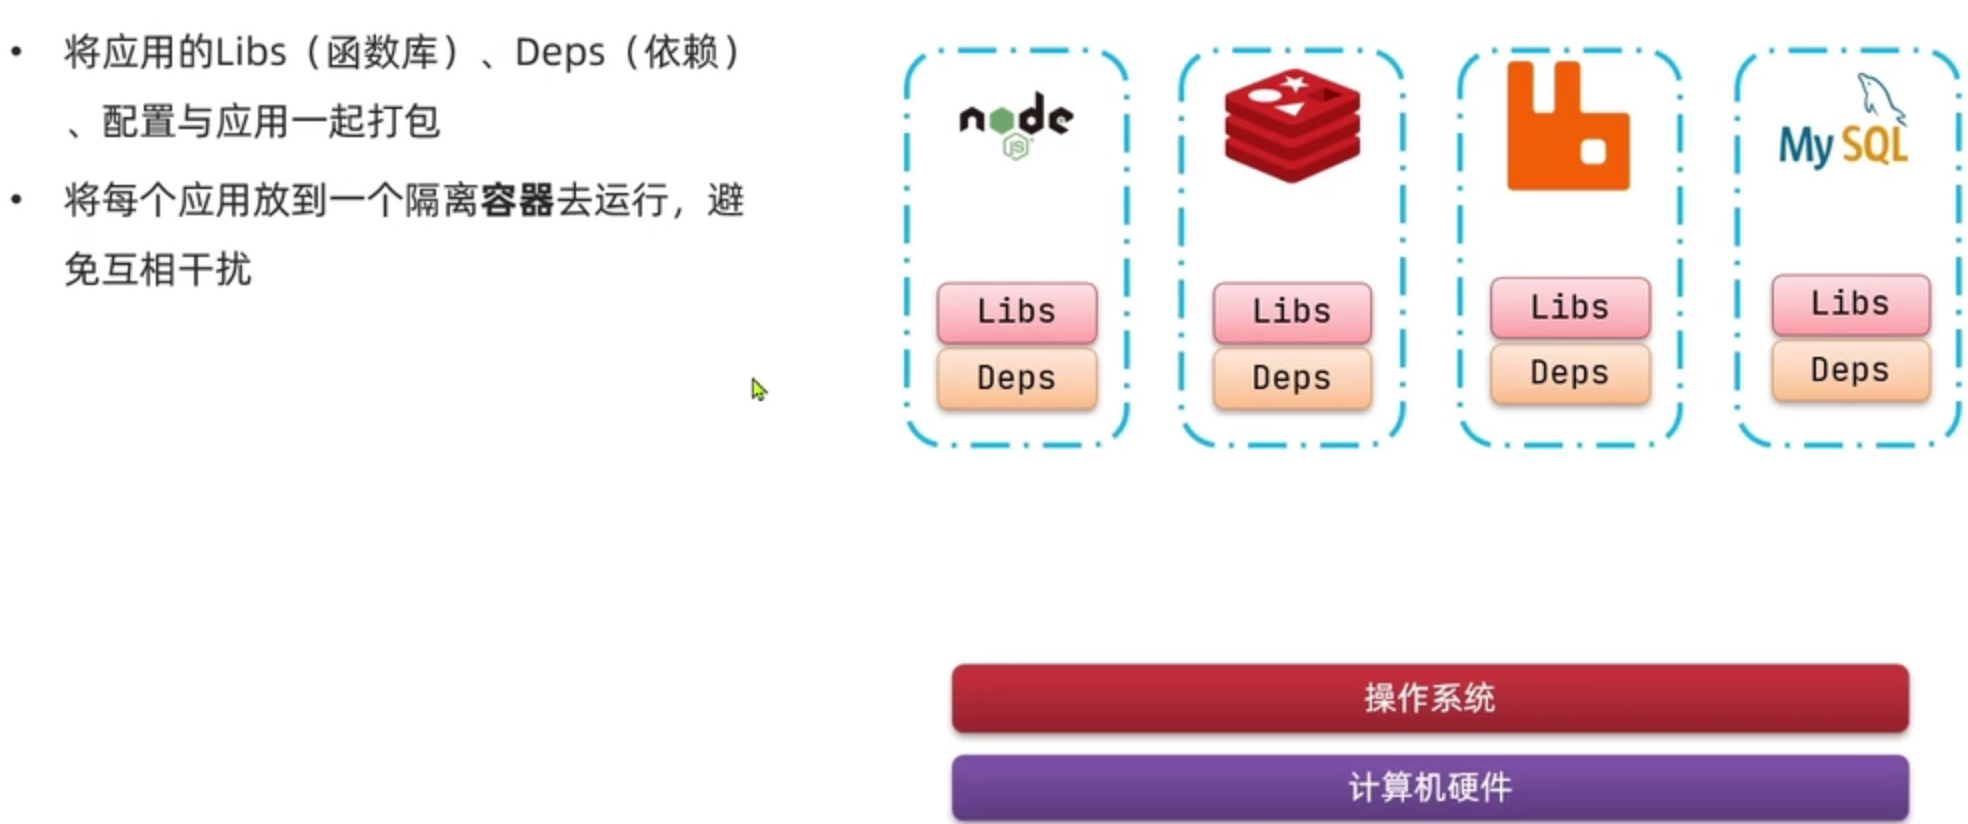 • 将应用的Libs（函数库）、Deps（依赖）
、配置与应用一起打包
• 将每个应用放到一个隔离容器去运行，避
免互相干扰
node
JS
MySQL
Libs
Deps
Libs
Deps
Libs
Deps
Libs
Deps
操作系统
计算机硬件